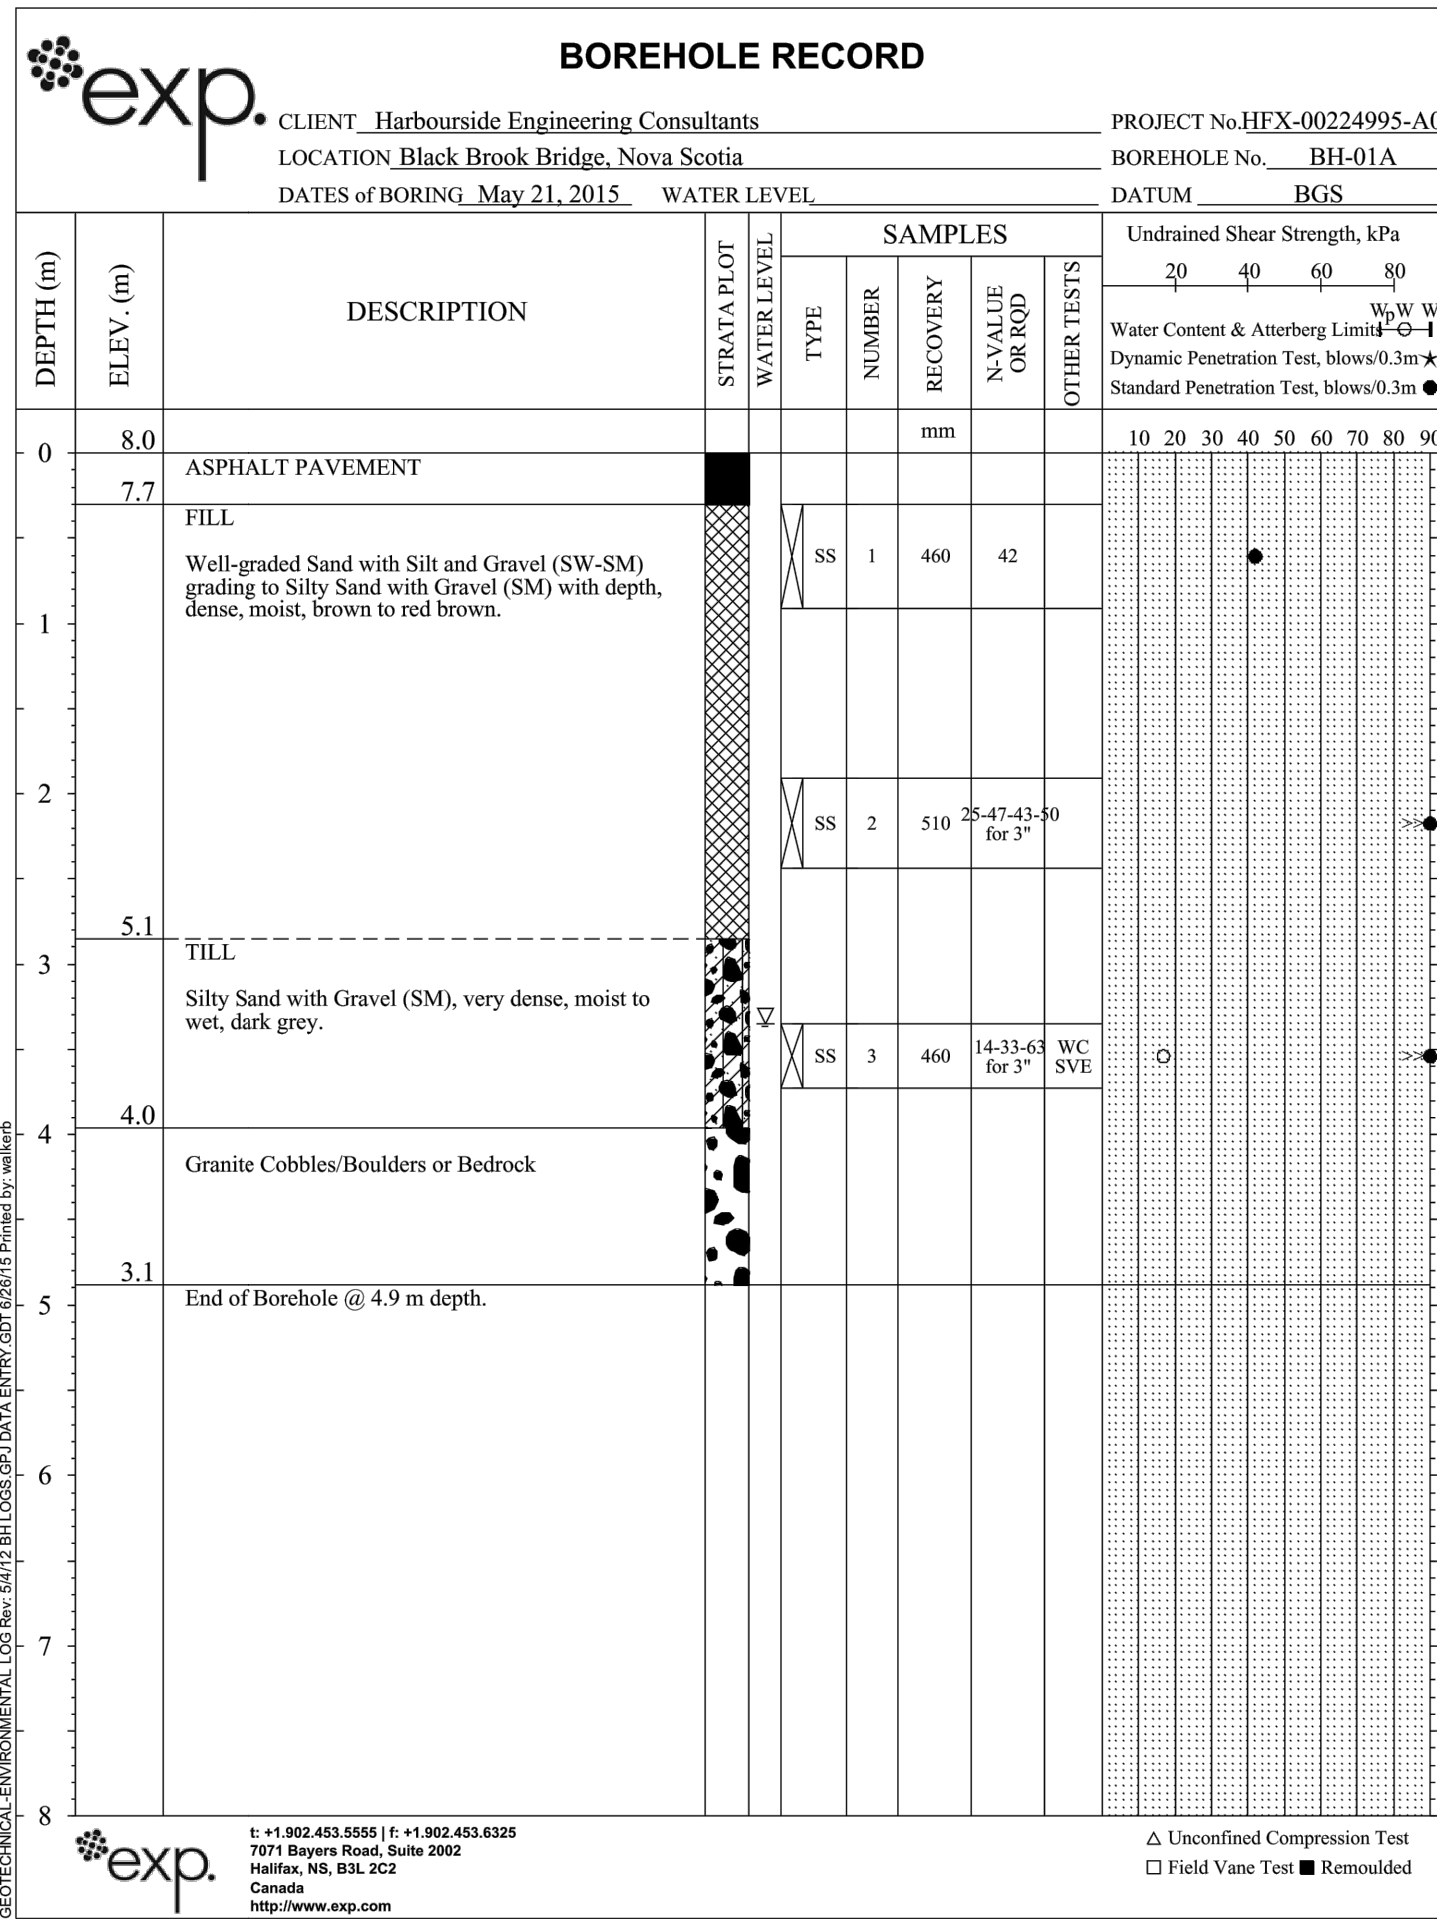 exp.
BOREHOLE RECORD
CLIENT Harbourside Engineering Consultants
PROJECT No. HFX-00224995-A0
LOCATION Black Brook Bridge, Nova Scotia
BOREHOLE No. BH-01A
DATES of BORING May 21, 2015 WATER LEVEL
DATUM BGS
DEPTH (m)
ELEV. (m)
DESCRIPTION
STRATA PLOT
WATER LEVEL
SAMPLES
TYPE
NUMBER
RECOVERY
N-VALUE
OR RQD
OTHER TESTS
Undrained Shear Strength, kPa
20 40 60 80
Wp W W
Water Content & Atterberg Limits
Dynamic Penetration Test, blows/0.3m ★
Standard Penetration Test, blows/0.3m ●
mm
10 20 30 40 50 60 70 80 90
0
8.0
ASPHALT PAVEMENT
7.7
FILL
Well-graded Sand with Silt and Gravel (SW-SM)
grading to Silty Sand with Gravel (SM) with depth,
dense, moist, brown to red brown.
SS 1 460 42
1
2
SS 2 510 25-47-43-50
for 3"
>>
5.1
TILL
3
Silty Sand with Gravel (SM), very dense, moist to
wet, dark grey.
SS 3 460 14-33-63 WC
for 3" SVE
>>
4.0
4
Granite Cobbles/Boulders or Bedrock
3.1
End of Borehole @ 4.9 m depth.
5
6
7
8
GEOTECHNICAL-ENVIRONMENTAL LOG Rev: 5/4/12 BH LOGS.GPJ DATA ENTRY.GDT 6/26/15 Printed by: walkerb
exp.
t: +1.902.453.5555 | f: +1.902.453.6325
7071 Bayers Road, Suite 2002
Halifax, NS, B3L 2C2
Canada
http://www.exp.com
△ Unconfined Compression Test
□ Field Vane Test ■ Remoulded